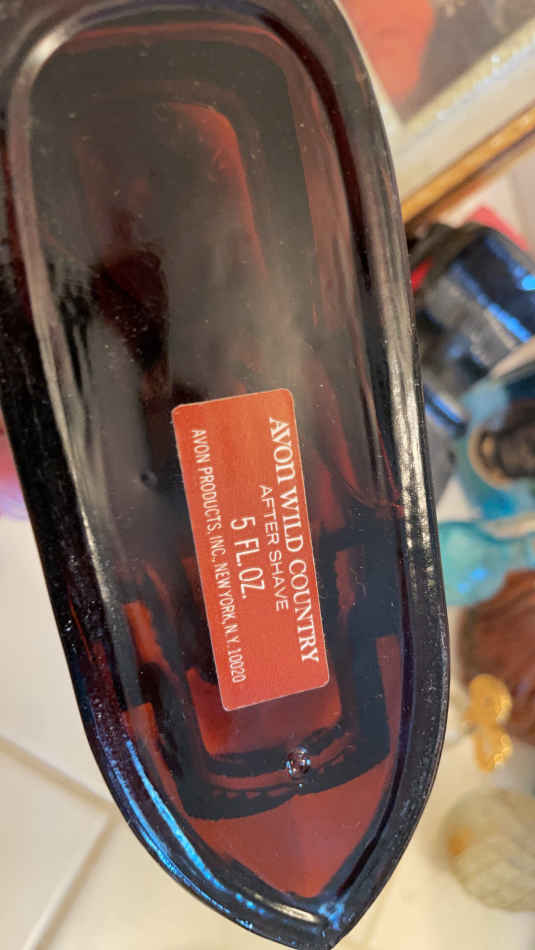 Avon WILD COUNTRY
AFTER SHAVE
5 FL. OZ.
AVON PRODUCTS, INC., NEW YORK, N.Y. 10020